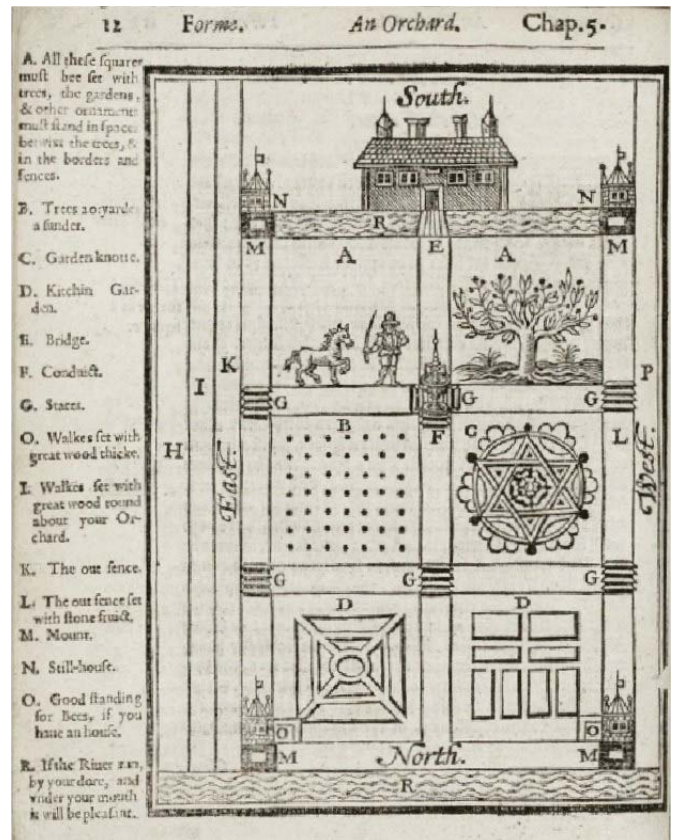 12 Forme. An Orchard. Chap. 5.
A. All theſe ſquares
muſt bee ſet with
trees, the gardens,
& other ornaments
muſt ſtand in ſpaces
betwixt the trees, &
in the borders and
fences.
B. Trees 20. yards
aſunder.
C. Garden knotte.
D. Kitchin Gar-
den.
E. Bridge.
F. Conduict.
G. Staires.
O. Walkes ſet with
great wood thicke.
I. Walkes ſet with
great wood round
about your Or-
chard.
K. The out fence.
L. The out fence ſet
with ſtone fruict.
M. Mount.
N. Still-houſe.
O. Good ſtanding
for Bees, if you
haue an houſe.
R. If the Riuer run,
by your dore, and
vnder your mount
it will be pleaſant.
South.
N N
R
M A E A M
K P
I
G G G
B F C L
H
East. West.
G G G
D D
O O
M M
North.
R